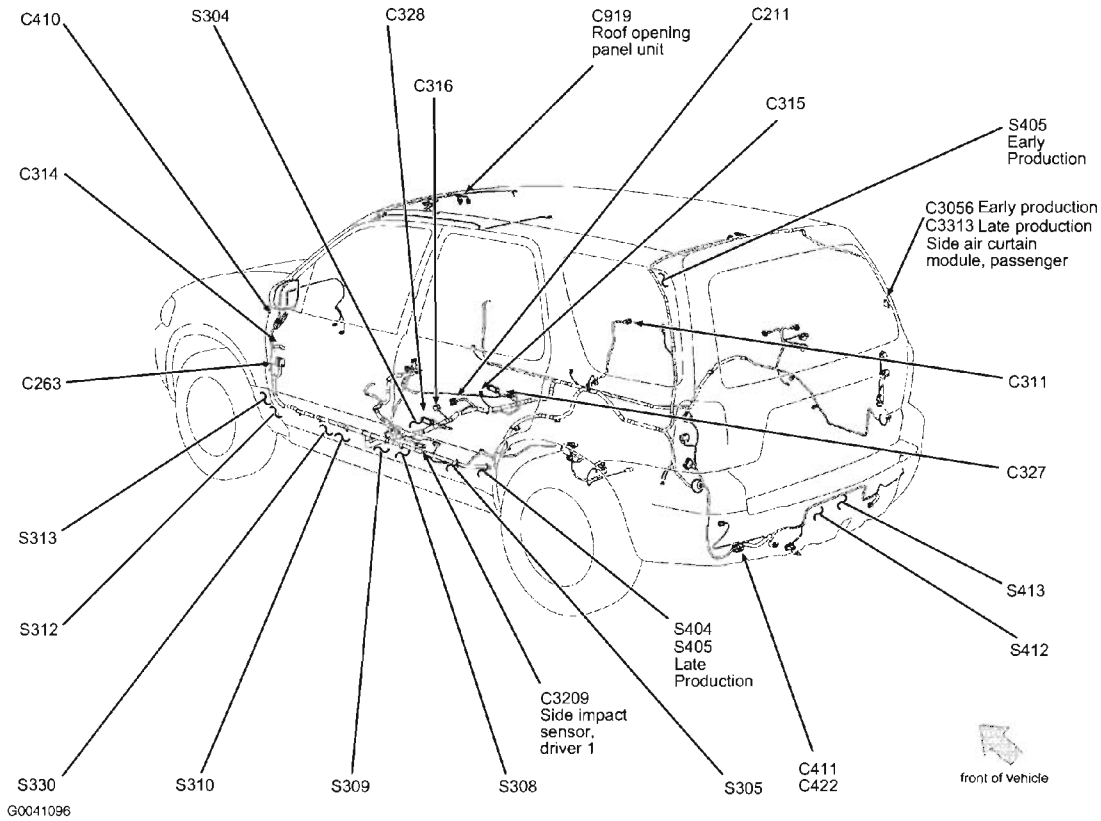 C410
S304
C328
C919
Roof opening
panel unit
C211
C316
C315
S405
Early
Production
C314
C3056 Early production
C3313 Late production
Side air curtain
module, passenger
C263
C311
C327
S313
S413
S312
S404
S405
Late
Production
S412
C3209
Side impact
sensor,
driver 1
S330
S310
S309
S308
S305
C411
C422
front of vehicle
G0041096